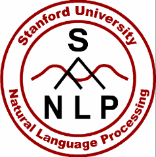 Stanford University
S
NLP
Natural Language Processing